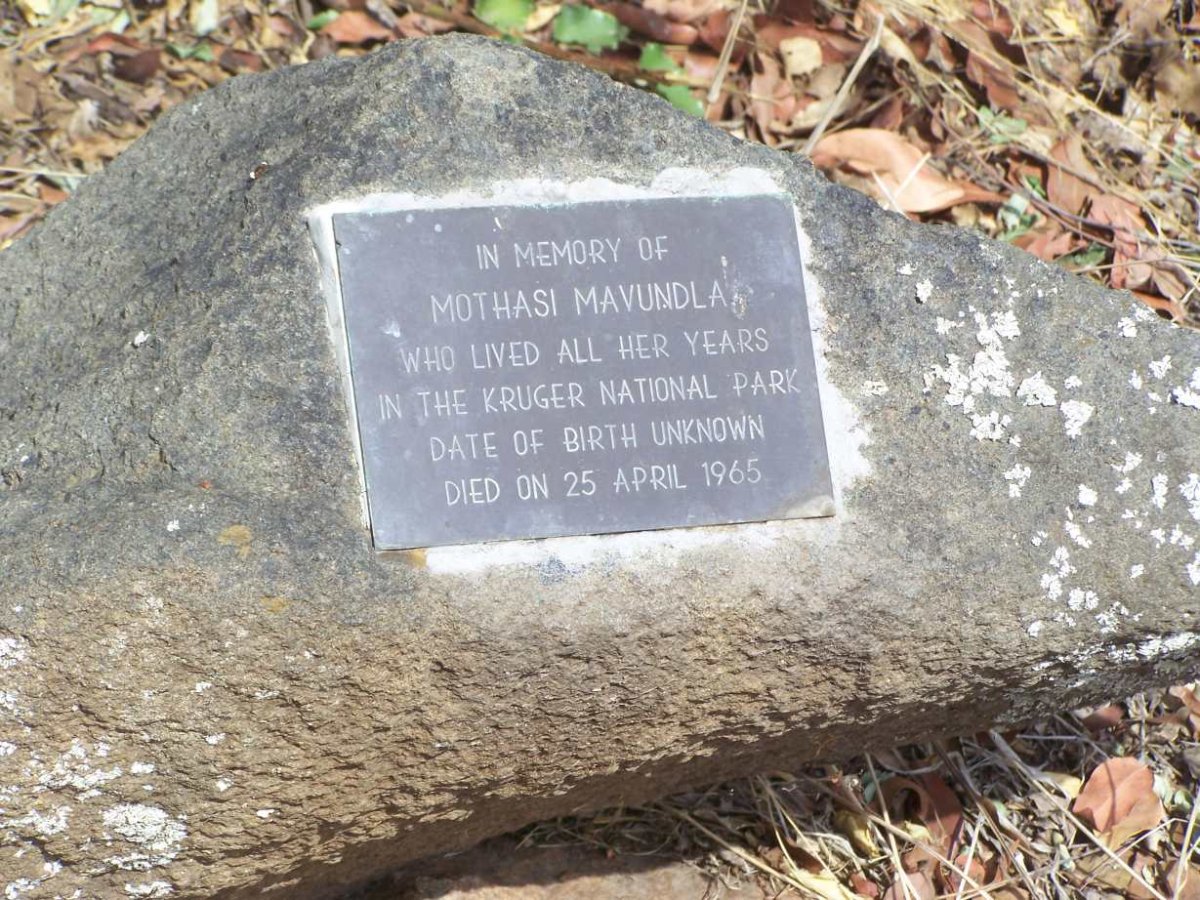 IN MEMORY OF
MOTHASI MAVUNDLA
WHO LIVED ALL HER YEARS
IN THE KRUGER NATIONAL PARK
DATE OF BIRTH UNKNOWN
DIED ON 25 APRIL 1965